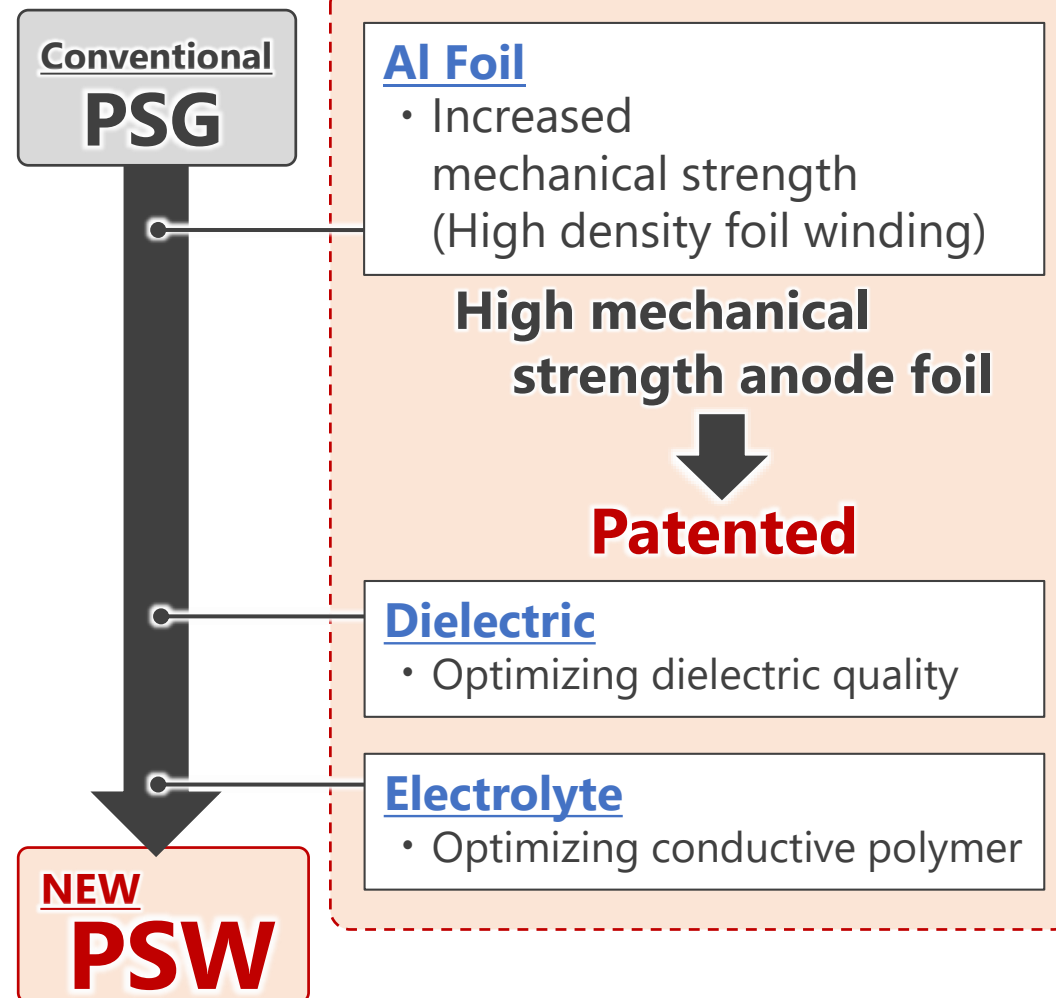 Conventional
PSG
Al Foil
・Increased
mechanical strength
(High density foil winding)
High mechanical
strength anode foil
Patented
Dielectric
・Optimizing dielectric quality
Electrolyte
・Optimizing conductive polymer
NEW
PSW